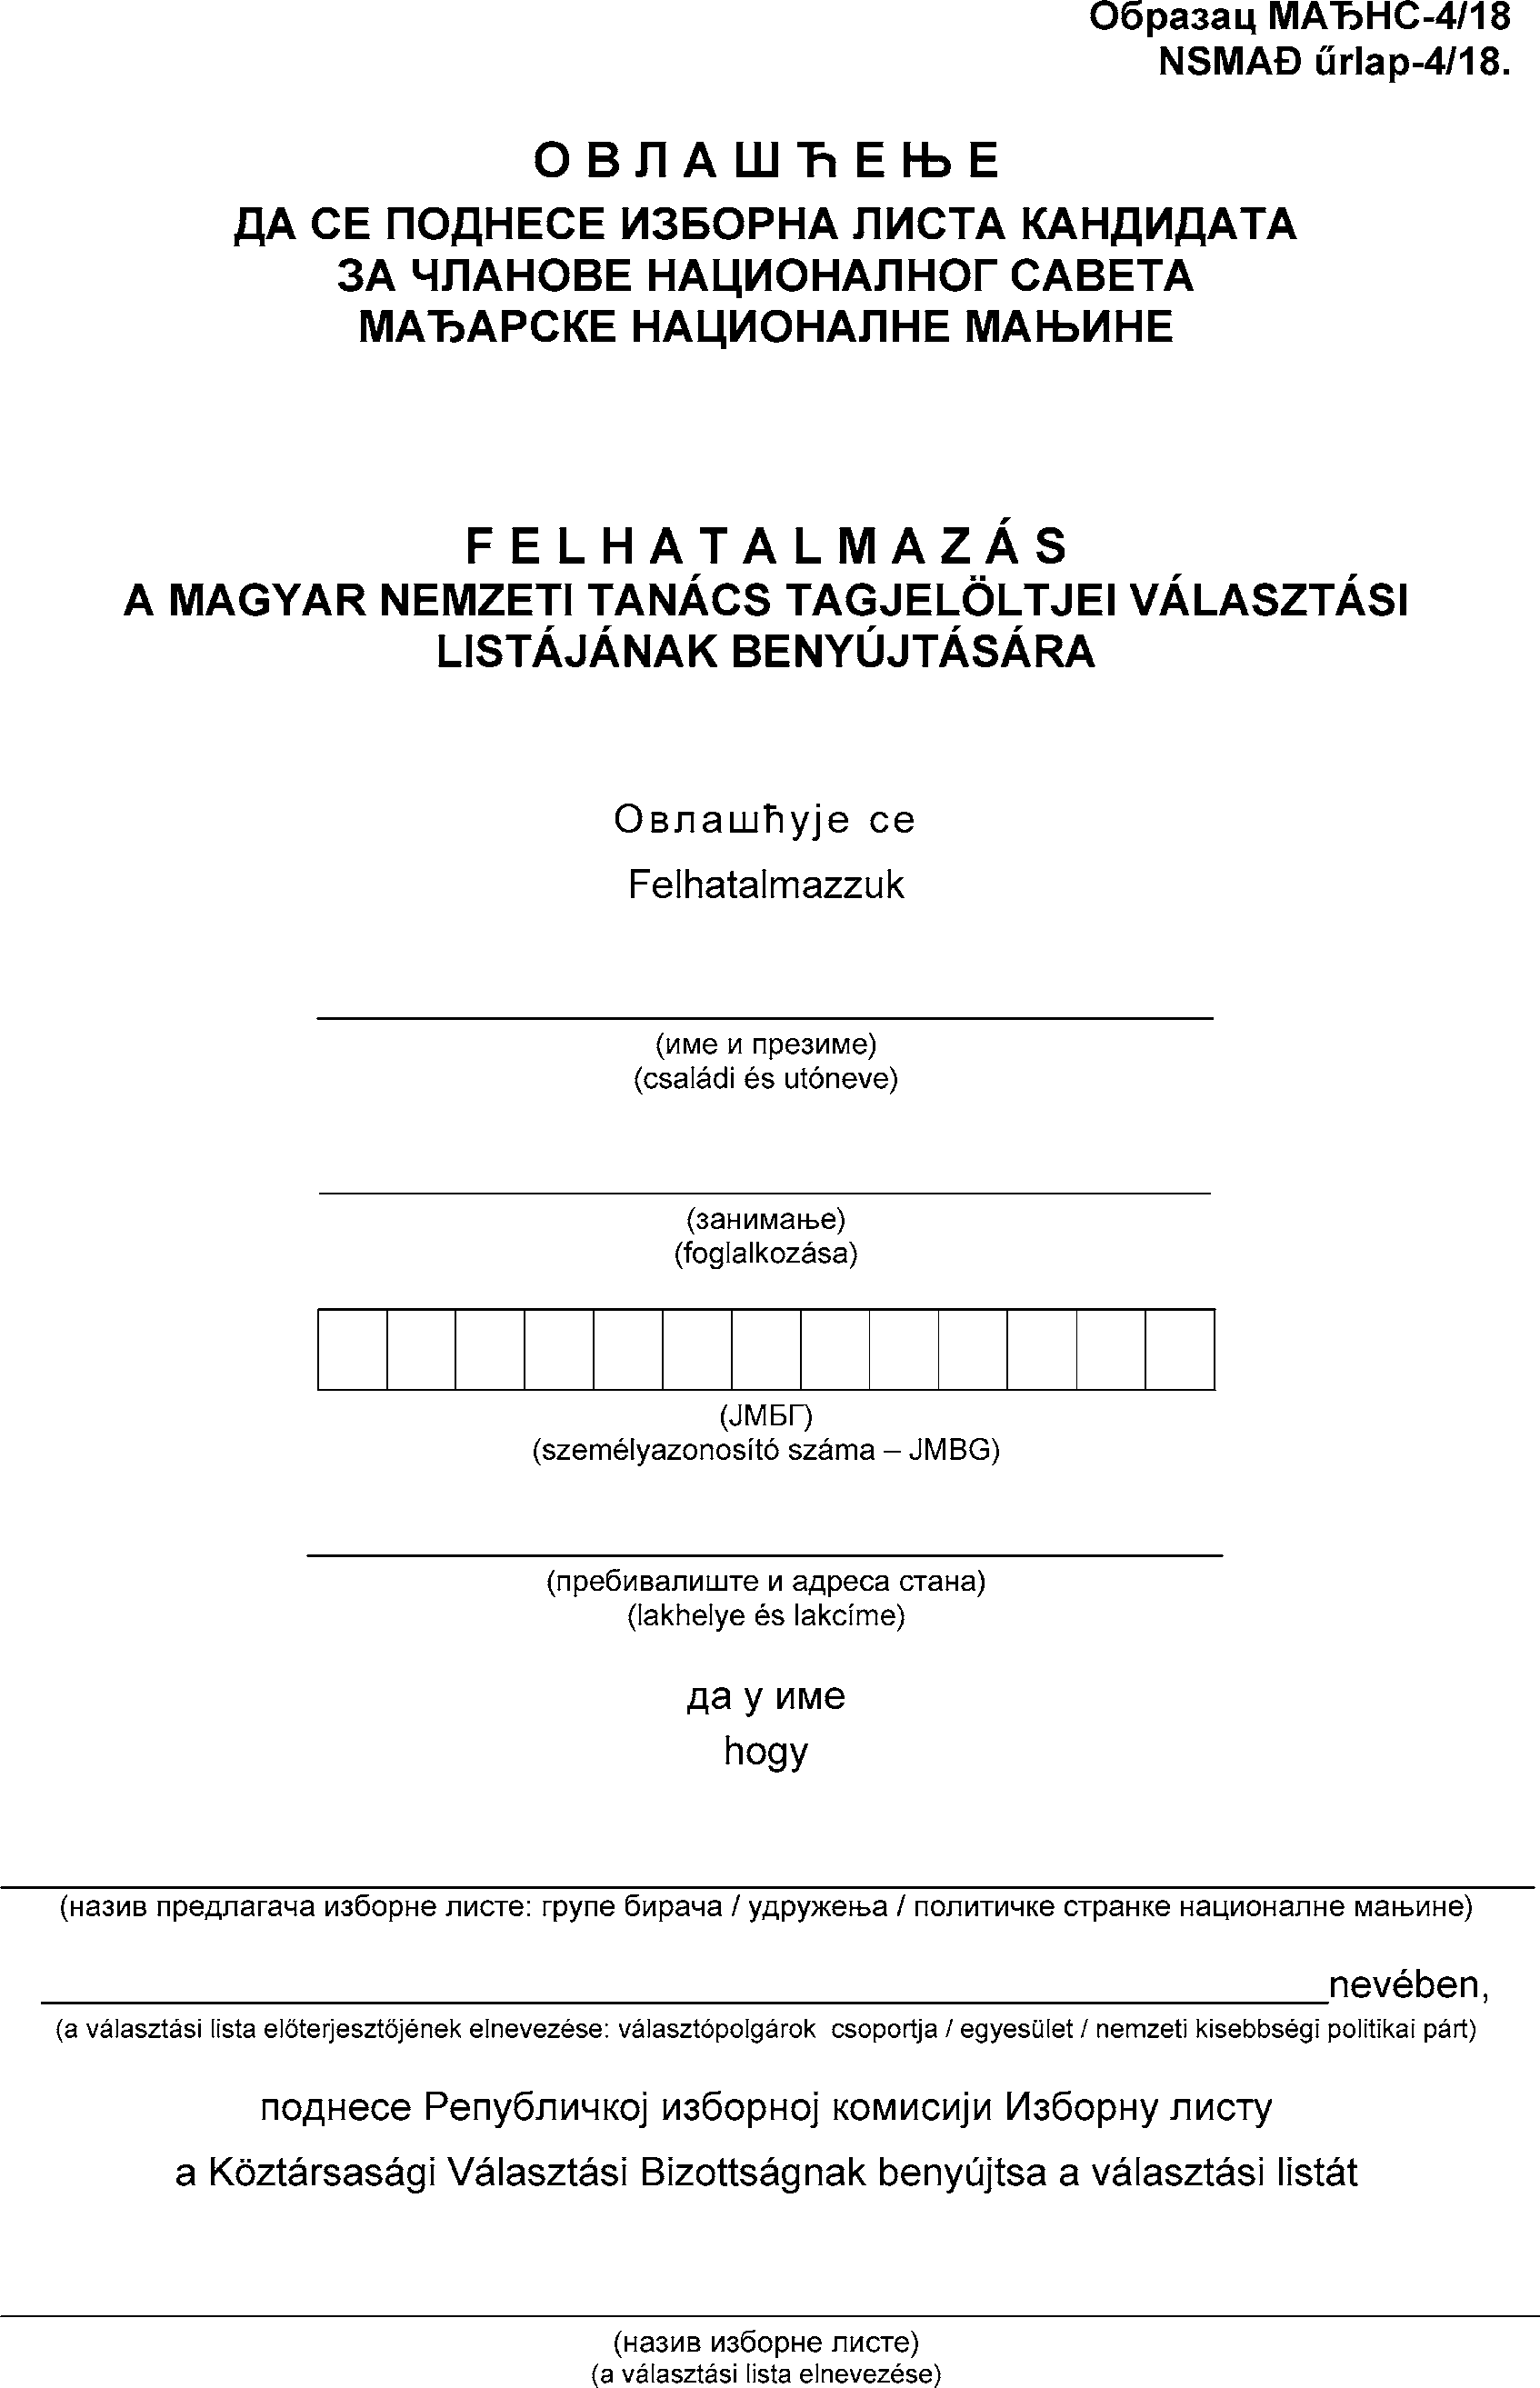 Образац МАЂНС-4/18
NSMAĐ űrlap-4/18.
О В Л А Ш Ћ Е Њ Е
ДА СЕ ПОДНЕСЕ ИЗБОРНА ЛИСТА КАНДИДАТА
ЗА ЧЛАНОВЕ НАЦИОНАЛНОГ САВЕТА
МАЂАРСКЕ НАЦИОНАЛНЕ МАЊИНЕ
F E L H A T A L M A Z Á S
A MAGYAR NEMZETI TANÁCS TAGJELÖLTJEI VÁLASZTÁSI
LISTÁJÁNAK BENYÚJTÁSÁRA
Овлашћује се
Felhatalmazzuk
(име и презиме)
(családi és utóneve)
(занимање)
(foglalkozása)
(ЈМБГ)
(személyazonosító száma – JMBG)
(пребивалиште и адреса стана)
(lakhelye és lakcíme)
да у име
hogy
(назив предлагача изборне листе: групе бирача / удружења / политичке странке националне мањине)
nevében,
(a választási lista előterjesztőjének elnevezése: választópolgárok csoportja / egyesület / nemzeti kisebbségi politikai párt)
поднесе Републичкој изборној комисији Изборну листу
a Köztársasági Választási Bizottságnak benyújtsa a választási listát
(назив изборне листе)
(a választási lista elnevezése)